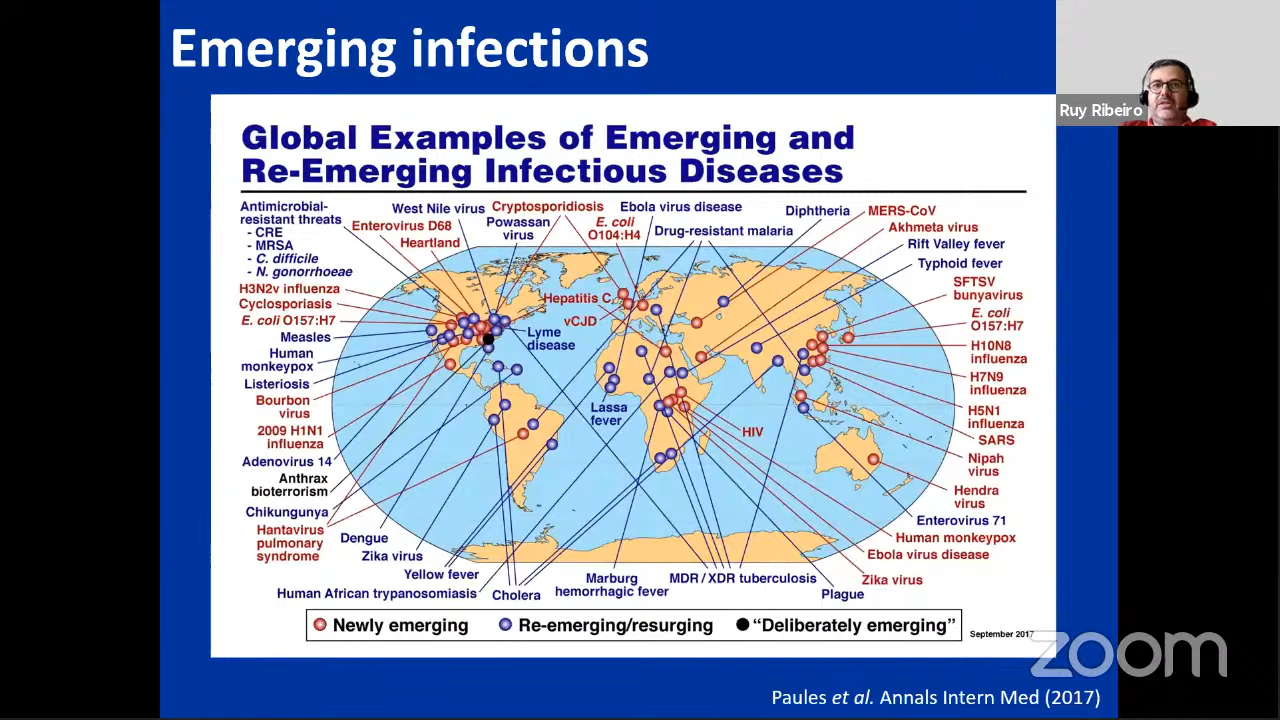 Emerging infections
Ruy Ribeiro
Global Examples of Emerging and
Re-Emerging Infectious Diseases
Antimicrobial-
resistant threats
- CRE
- MRSA
- C. difficile
- N. gonorrhoeae
H3N2v influenza
Cyclosporiasis
E. coli O157:H7
Measles
Human
monkeypox
Listeriosis
Bourbon
virus
2009 H1N1
influenza
Adenovirus 14
Anthrax
bioterrorism
Chikungunya
Hantavirus
pulmonary
syndrome
Enterovirus D68
West Nile virus
Heartland
Cryptosporidiosis
Powassan
virus
E. coli
O104:H4
Ebola virus disease
Drug-resistant malaria
Diphtheria
MERS-CoV
Akhmeta virus
Rift Valley fever
Typhoid fever
SFTSV
bunyavirus
E. coli
O157:H7
H10N8
influenza
H7N9
influenza
H5N1
influenza
SARS
Nipah
virus
Hendra
virus
Enterovirus 71
Human monkeypox
Ebola virus disease
Zika virus
Plague
Hepatitis C
vCJD
Lyme
disease
Lassa
fever
HIV
Dengue
Zika virus
Yellow fever
Human African trypanosomiasis
Cholera
Marburg
hemorrhagic fever
MDR / XDR tuberculosis
Newly emerging
Re-emerging/resurging
“Deliberately emerging”
September 2017
zoom
Paules et al. Annals Intern Med (2017)